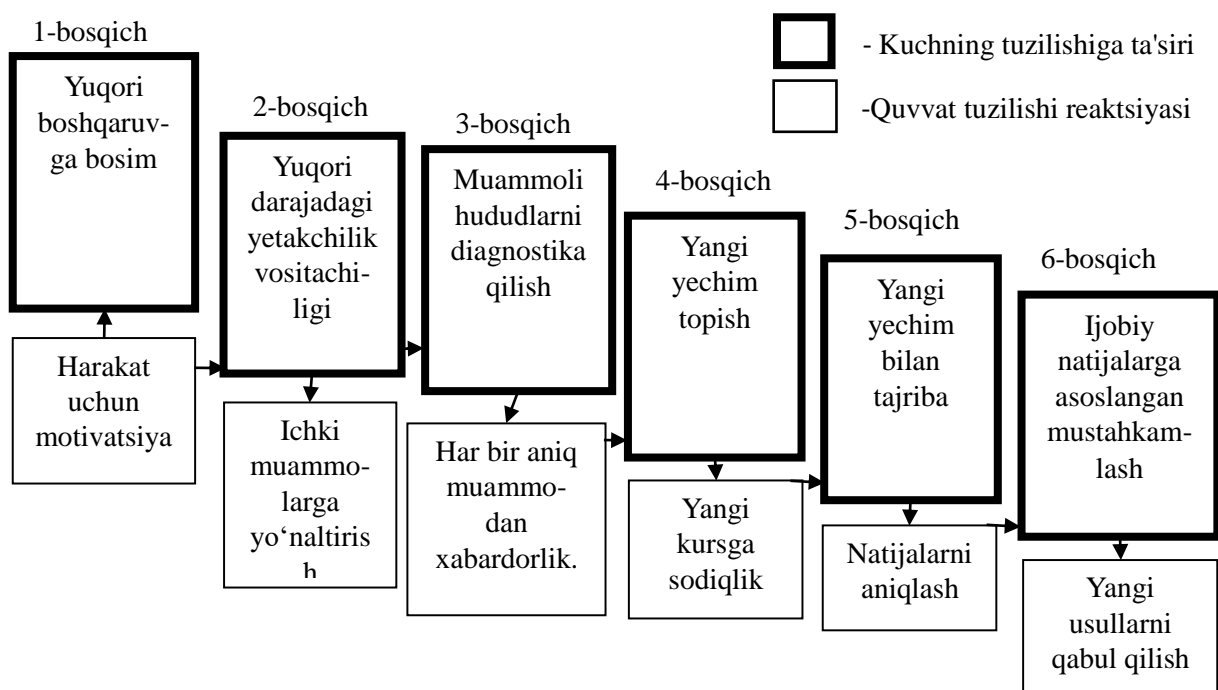 1-bosqich
Yuqori
boshqaruv-
ga bosim
Harakat
uchun
motivatsiya
2-bosqich
Yuqori
darajadagi
yetakchilik
vositachi-
ligi
Ichki
muammo-
larga
yo‘naltiris
h
3-bosqich
Muammoli
hududlarni
diagnostika
qilish
Har bir aniq
muammo-
dan
xabardorlik.
4-bosqich
Yangi
yechim
topish
Yangi
kursga
sodiqlik
5-bosqich
Yangi
yechim
bilan
tajriba
Natijalarni
aniqlash
6-bosqich
Ijobiy
natijalarga
asoslangan
mustahkam-
lash
Yangi
usullarni
qabul qilish
- Kuchning tuzilishiga ta'siri
-Quvvat tuzilishi reaktsiyasi